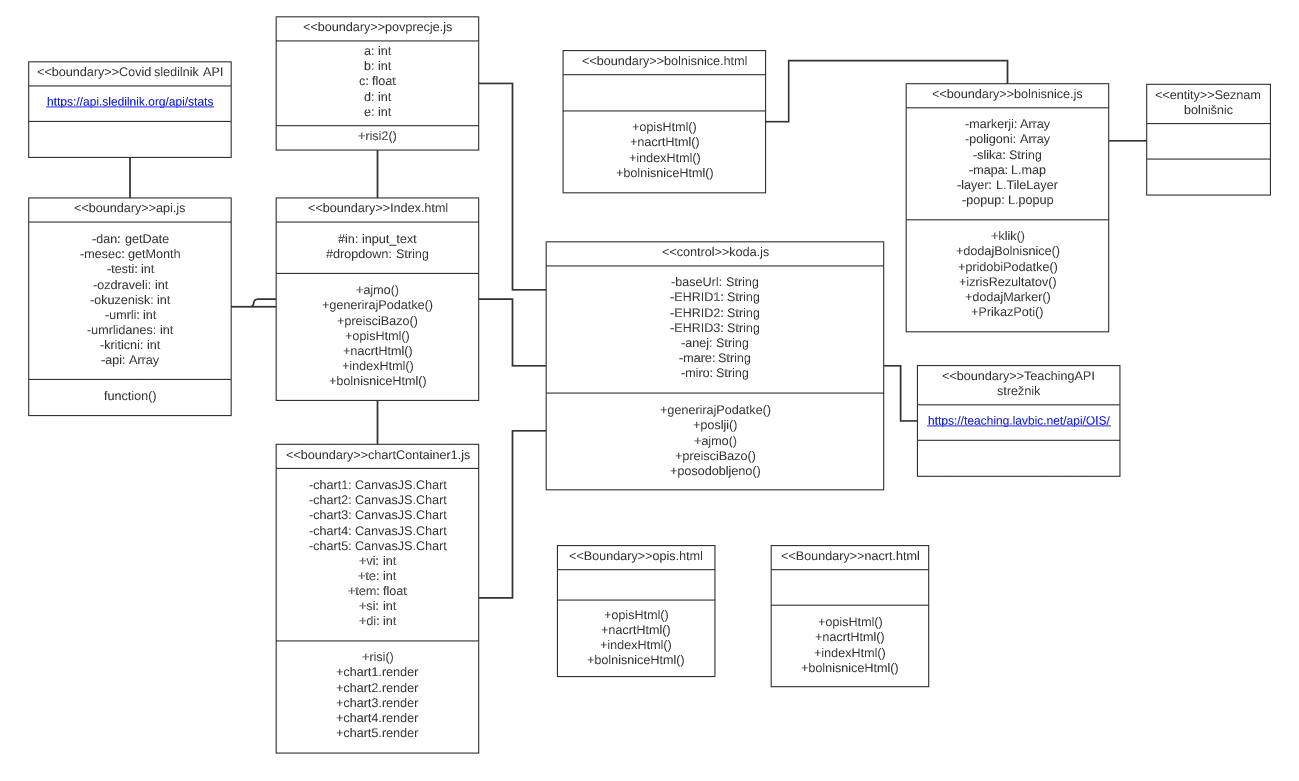 <<boundary>>Covid sledilnik API
https://api.sledilnik.org/api/stats
<<boundary>>api.js
-dan: getDate
-mesec: getMonth
-testi: int
-ozdraveli: int
-okuzenisk: int
-umrli: int
-umrlidanes: int
-kriticni: int
-api: Array
function()
<<boundary>>povprecje.js
a: int
b: int
c: float
d: int
e: int
+risi2()
<<boundary>>Index.html
#in: input_text
#dropdown: String
+ajmo()
+generirajPodatke()
+preisciBazo()
+opisHtml()
+nacrtHtml()
+indexHtml()
+bolnisniceHtml()
<<boundary>>chartContainer1.js
-chart1: CanvasJS.Chart
-chart2: CanvasJS.Chart
-chart3: CanvasJS.Chart
-chart4: CanvasJS.Chart
-chart5: CanvasJS.Chart
+vi: int
+te: int
+tem: float
+si: int
+di: int
+risi()
+chart1.render
+chart2.render
+chart3.render
+chart4.render
+chart5.render
<<boundary>>bolnisnice.html
+opisHtml()
+nacrtHtml()
+indexHtml()
+bolnisniceHtml()
<<control>>koda.js
-baseUrl: String
-EHRID1: String
-EHRID2: String
-EHRID3: String
-anej: String
-mare: String
-miro: String
+generirajPodatke()
+poslji()
+ajmo()
+preisciBazo()
+posodobljeno()
<<Boundary>>opis.html
+opisHtml()
+nacrtHtml()
+indexHtml()
+bolnisniceHtml()
<<Boundary>>nacrt.html
+opisHtml()
+nacrtHtml()
+indexHtml()
+bolnisniceHtml()
<<boundary>>bolnisnice.js
-markerji: Array
-poligoni: Array
-slika: String
-mapa: L.map
-layer: L.TileLayer
-popup: L.popup
+klik()
+dodajBolnisnice()
+pridobiPodatke()
+izrisRezultatov()
+dodajMarker()
+PrikazPoti()
<<entity>>Seznam
bolnišnic
<<boundary>>TeachingAPI
strežnik
https://teaching.lavbic.net/api/OIS/